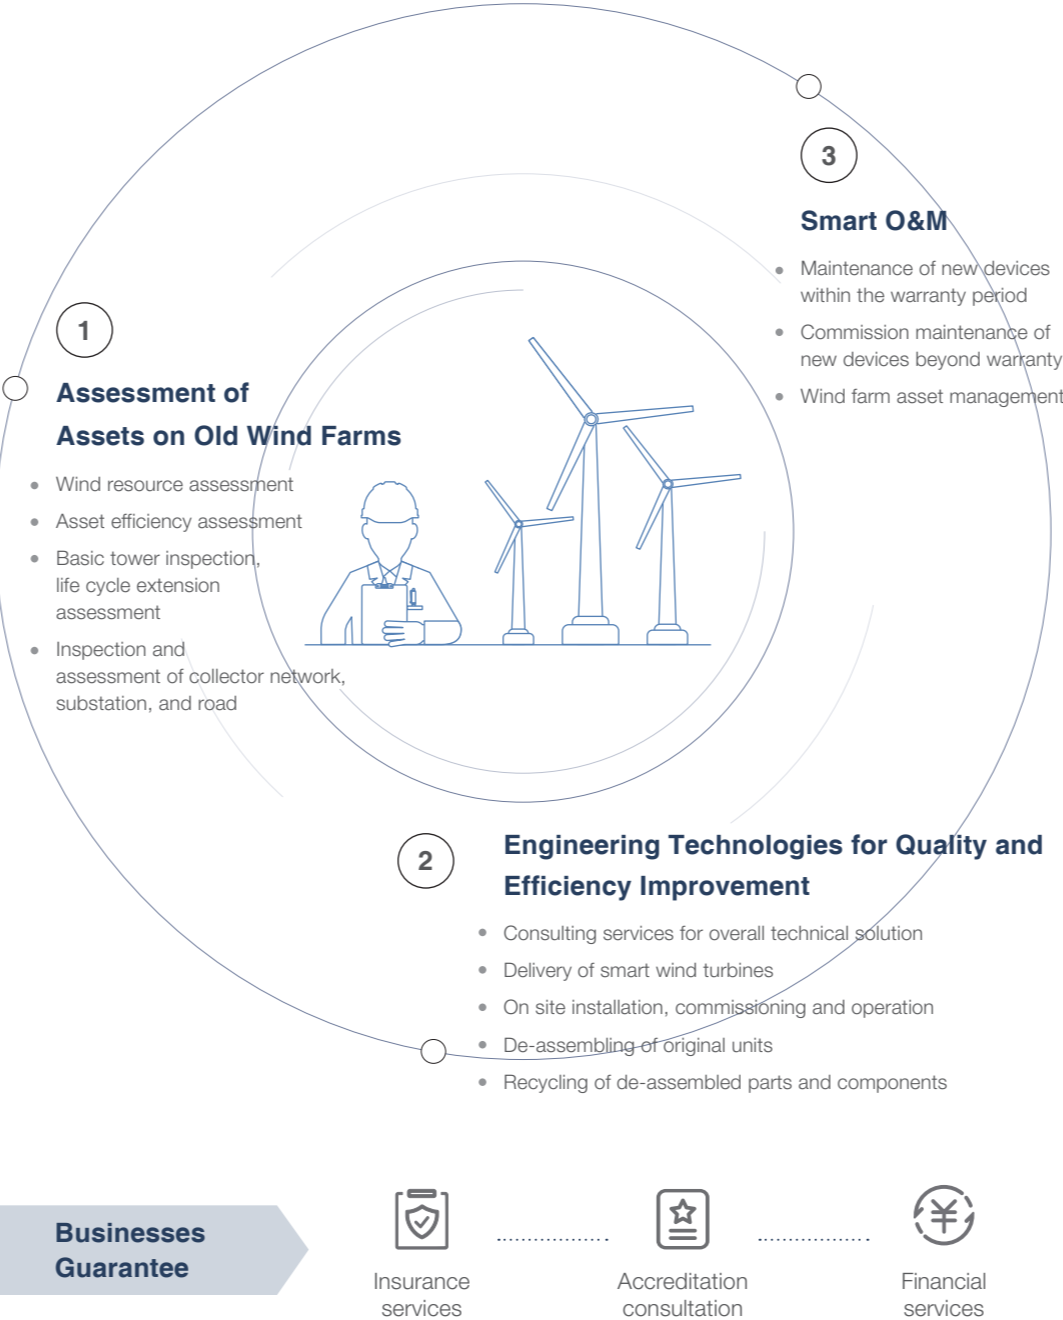 1
Assessment of
Assets on Old Wind Farms
• Wind resource assessment
• Asset efficiency assessment
• Basic tower inspection,
life cycle extension
assessment
• Inspection and
assessment of collector network,
substation, and road
2
Engineering Technologies for Quality and
Efficiency Improvement
• Consulting services for overall technical solution
• Delivery of smart wind turbines
• On site installation, commissioning and operation
• De-assembling of original units
• Recycling of de-assembled parts and components
3
Smart O&M
• Maintenance of new devices
within the warranty period
• Commission maintenance of
new devices beyond warranty
• Wind farm asset management
Businesses
Guarantee
Insurance
services
Accreditation
consultation
¥
Financial
services